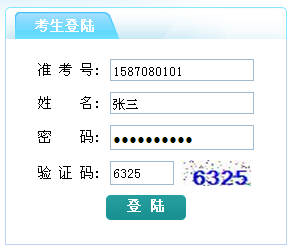 考生登陆
准 考 号: 1587080101
姓 名: 张三
密 码: ●●●●●●●●●●
验 证 码: 6325 6325
登 陆